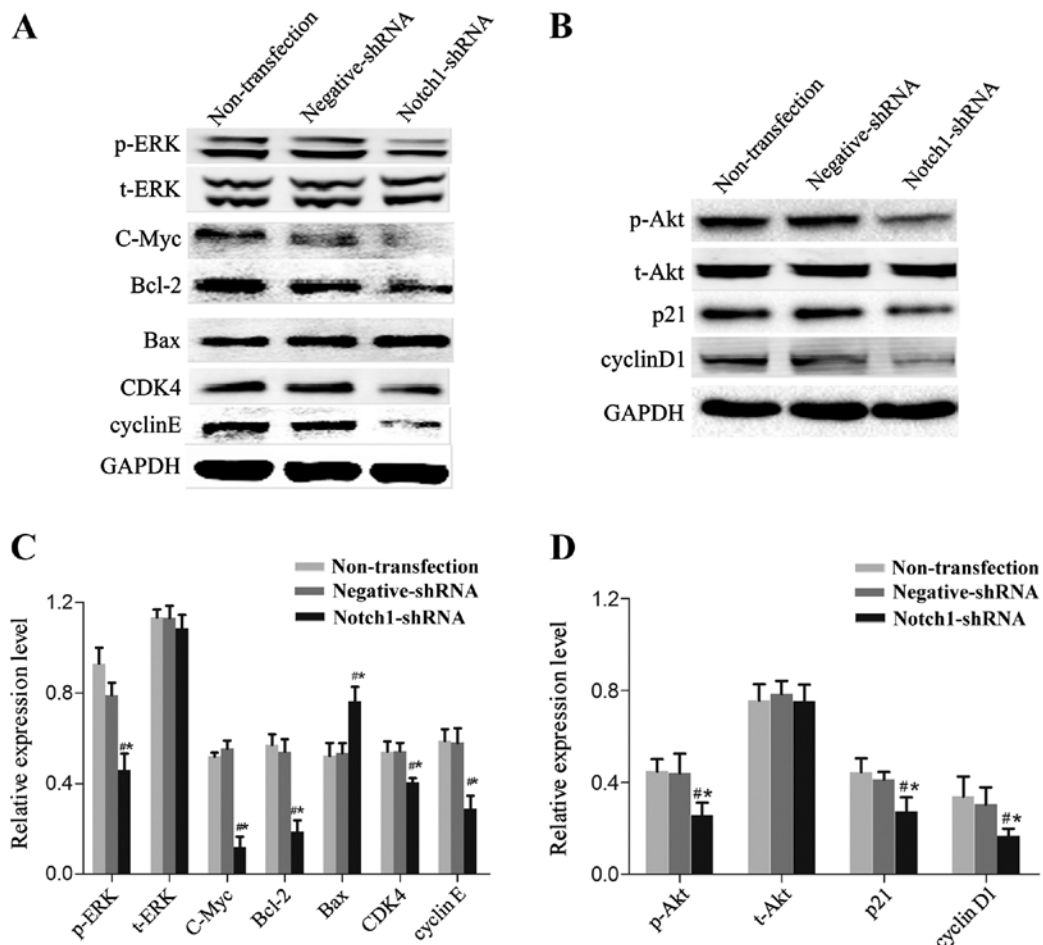 A
Non-transfection
Negative-shRNA
Notch1-shRNA
p-ERK
t-ERK
C-Myc
Bcl-2
Bax
CDK4
cyclinE
GAPDH
B
Non-transfection
Negative-shRNA
Notch1-shRNA
p-Akt
t-Akt
p21
cyclinD1
GAPDH
C
Non-transfection
Negative-shRNA
Notch1-shRNA
Relative expression level
1.2
0.8
0.4
0.0
#*
#*
#*
#*
#*
#*
p-ERK
t-ERK
C-Myc
Bcl-2
Bax
CDK4
cyclin E
D
Non-transfection
Negative-shRNA
Notch1-shRNA
Relative expression level
1.2
0.8
0.4
0.0
#*
#*
#*
p-Akt
t-Akt
p21
cyclin D1